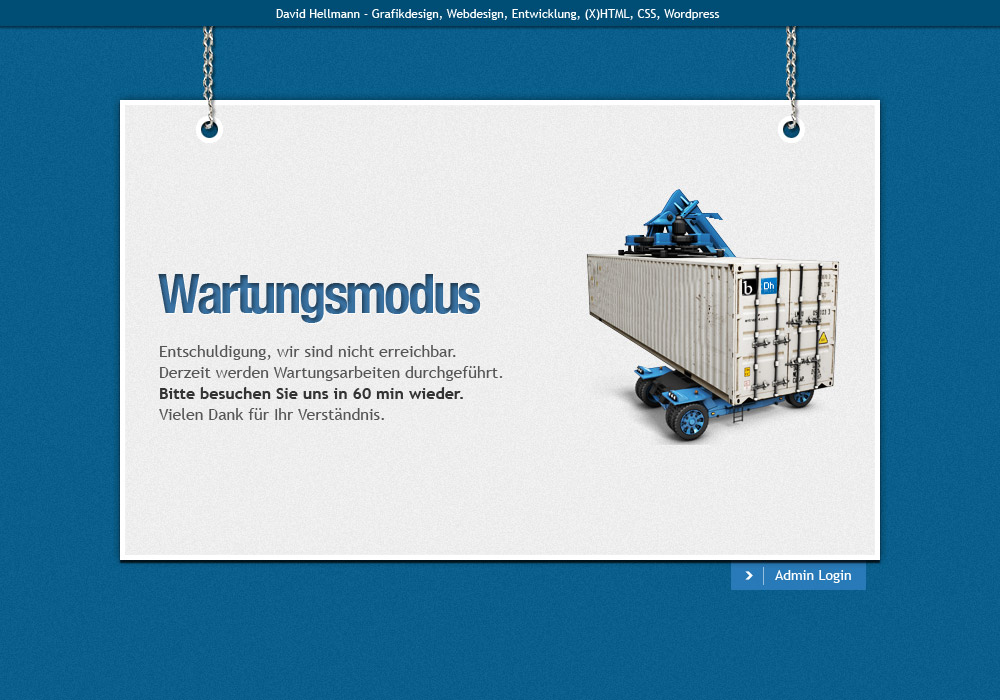 David Hellmann - Grafikdesign, Webdesign, Entwicklung, (X)HTML, CSS, Wordpress
b Dh
Wartungsmodus
Entschuldigung, wir sind nicht erreichbar.
Derzeit werden Wartungsarbeiten durchgeführt.
Bitte besuchen Sie uns in 60 min wieder.
Vielen Dank für Ihr Verständnis.
Admin Login